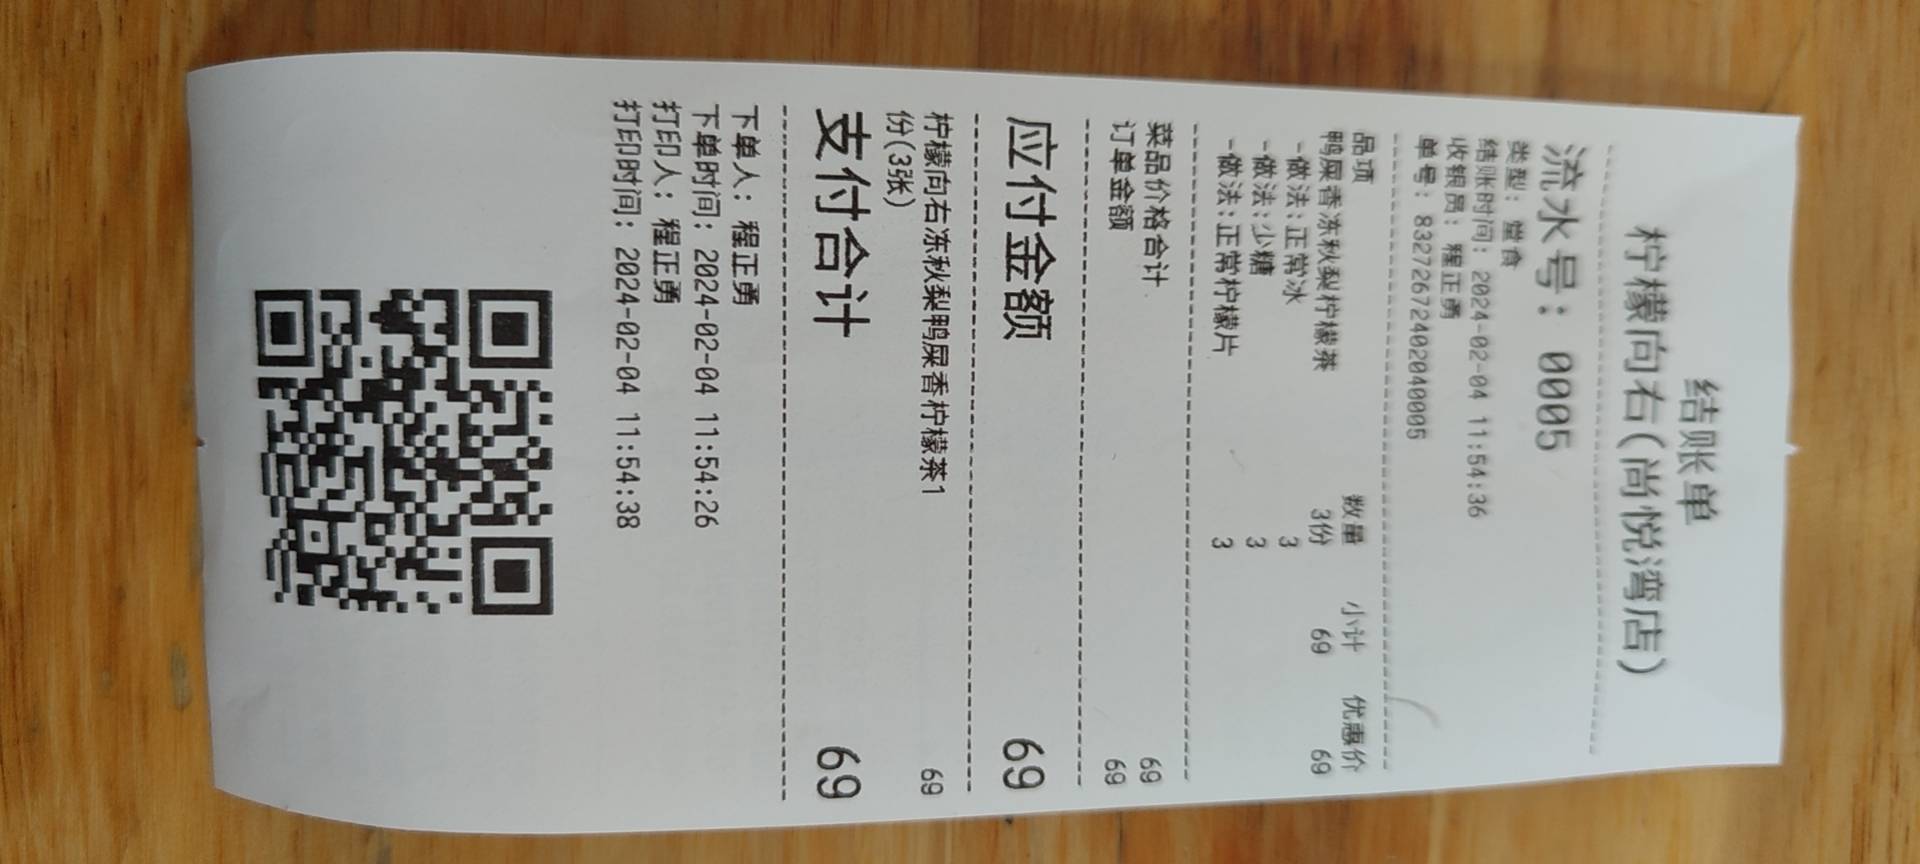 结账单
柠檬向右(尚悦湾店)
流水号: 0005
类型: 堂食
结账时间: 2024-02-04 11:54:36
收银员: 程正勇
单号: 83272672402040005
品项 数量 小计 优惠价
鸭屎香冻秋梨柠檬茶 3份 69 69
-做法:正常冰 3
-做法:少糖 3
-做法:正常柠檬片 3
菜品价格合计 69
订单金额 69
应付金额 69
柠檬向右冻秋梨鸭屎香柠檬茶1 69
份(3张)
支付合计 69
下单人: 程正勇
下单时间: 2024-02-04 11:54:26
打印人: 程正勇
打印时间: 2024-02-04 11:54:38